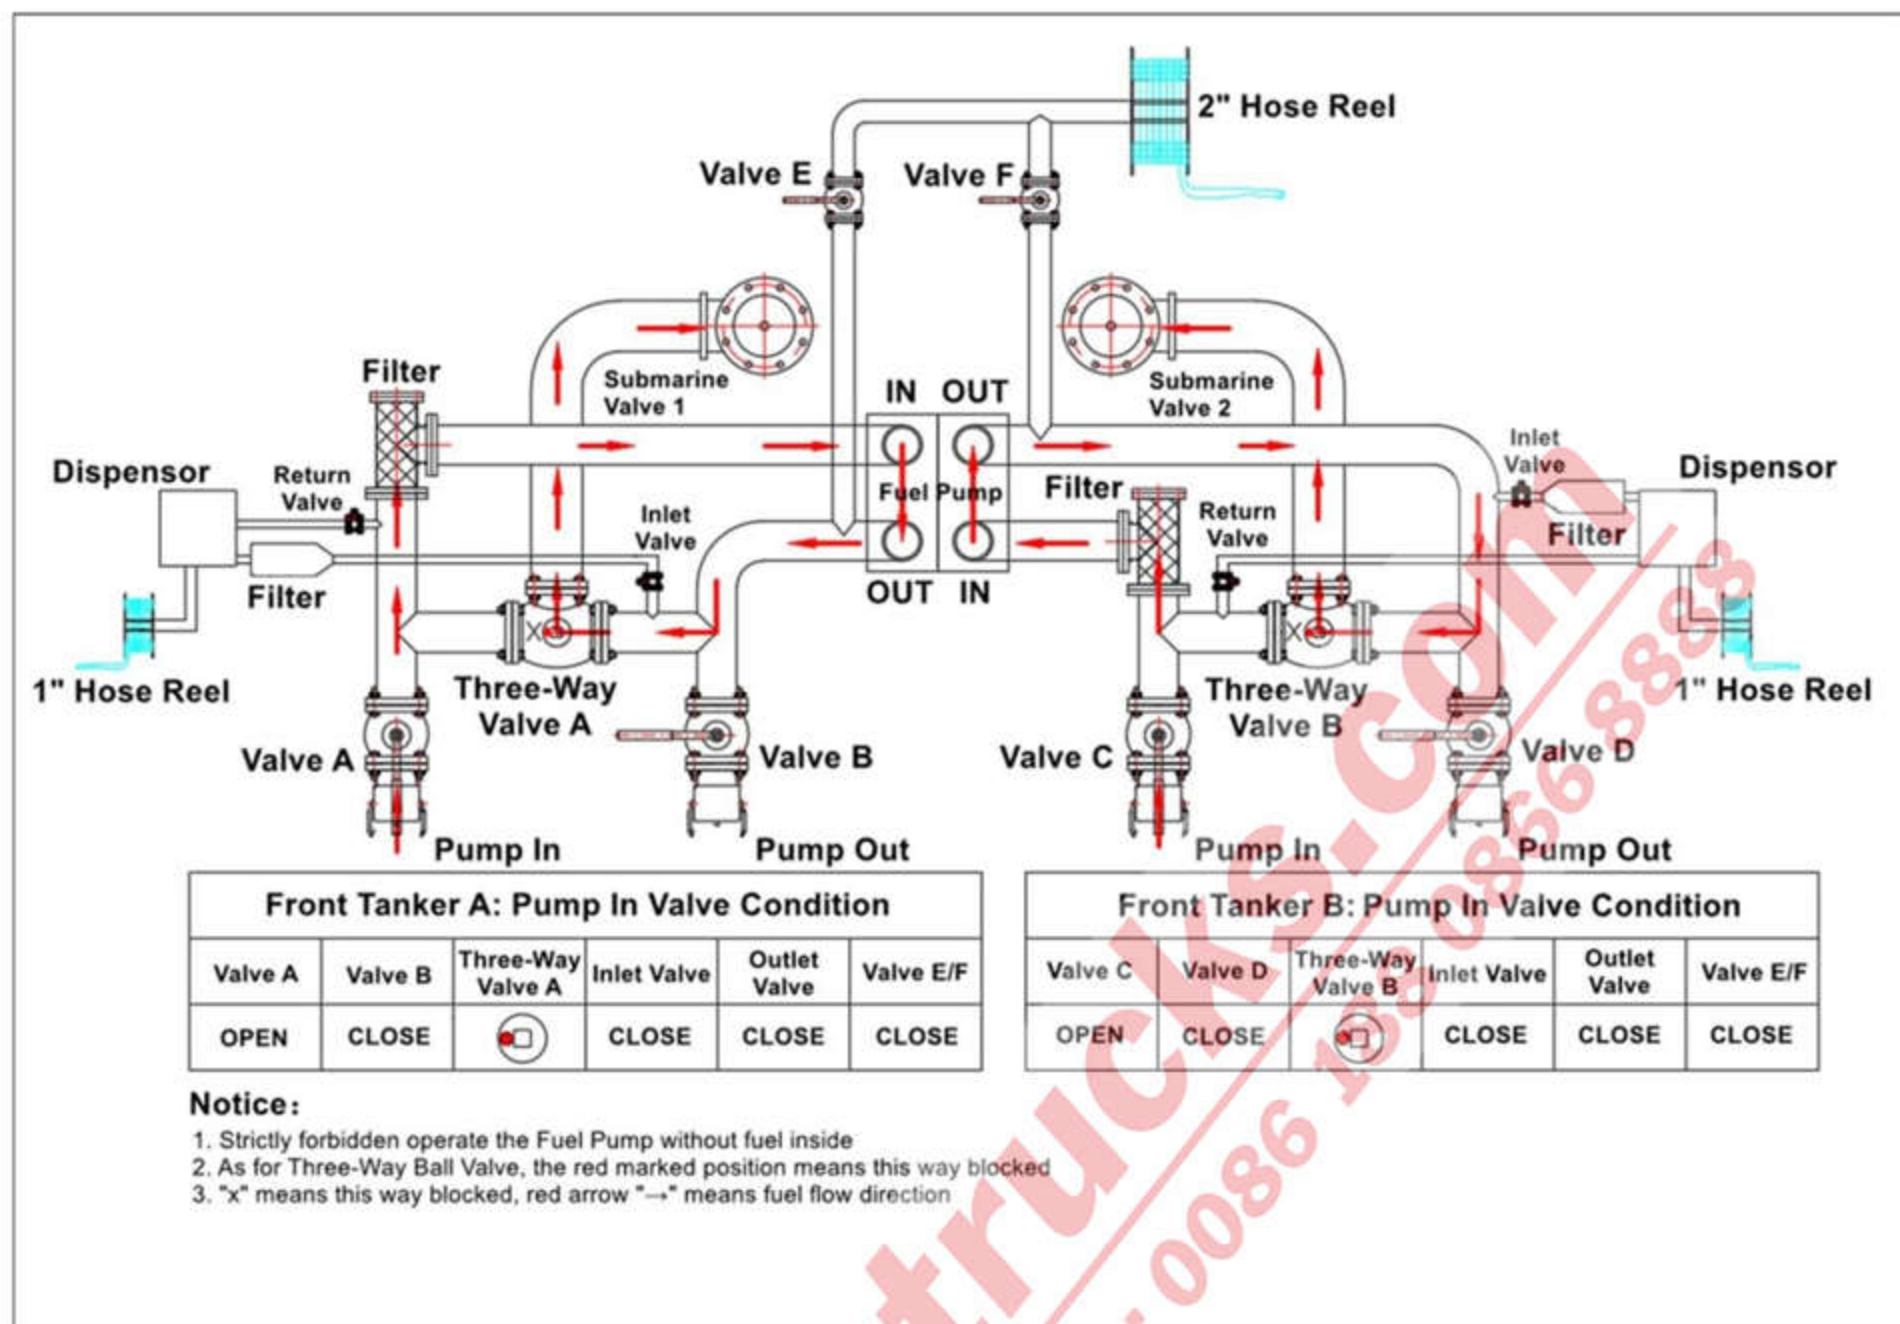 2" Hose Reel
Valve E
Valve F
Filter
Submarine
Valve 1
IN
OUT
Submarine
Valve 2
Dispensor
Return
Valve
Inlet
Valve
Fuel Pump
Filter
Return
Valve
Inlet
Valve
Dispensor
Filter
Filter
OUT
IN
X
X
1" Hose Reel
Three-Way
Valve A
Three-Way
Valve B
1" Hose Reel
Valve A
Valve B
Valve C
Valve D
Pump In
Pump Out
Pump In
Pump Out
Front Tanker A: Pump In Valve Condition
Valve A
Valve B
Three-Way
Valve A
Inlet Valve
Outlet
Valve
Valve E/F
OPEN
CLOSE
CLOSE
CLOSE
CLOSE
Front Tanker B: Pump In Valve Condition
Valve C
Valve D
Three-Way
Valve B
Inlet Valve
Outlet
Valve
Valve E/F
OPEN
CLOSE
CLOSE
CLOSE
CLOSE
Notice:
1. Strictly forbidden operate the Fuel Pump without fuel inside
2. As for Three-Way Ball Valve, the red marked position means this way blocked
3. "x" means this way blocked, red arrow "→" means fuel flow direction
trucks.com
0086 188 0866 8888